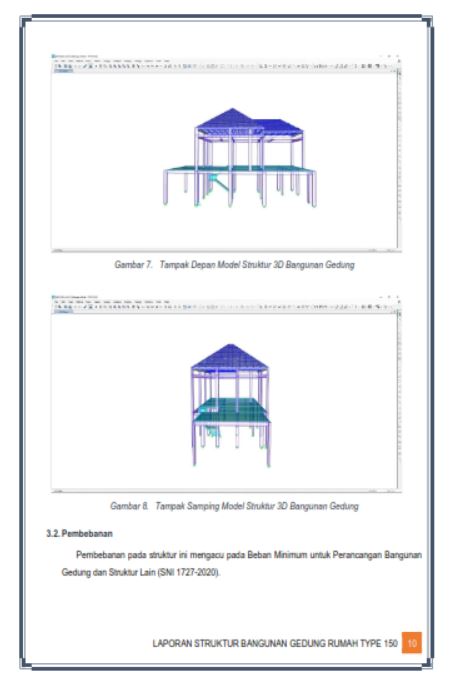 Gambar 7. Tampak Depan Model Struktur 3D Bangunan Gedung
Gambar 8. Tampak Samping Model Struktur 3D Bangunan Gedung
3.2. Pembebanan
Pembebanan pada struktur ini mengacu pada Beban Minimum untuk Perancangan Bangunan
Gedung dan Struktur Lain (SNI 1727-2020).
LAPORAN STRUKTUR BANGUNAN GEDUNG RUMAH TYPE 150 10